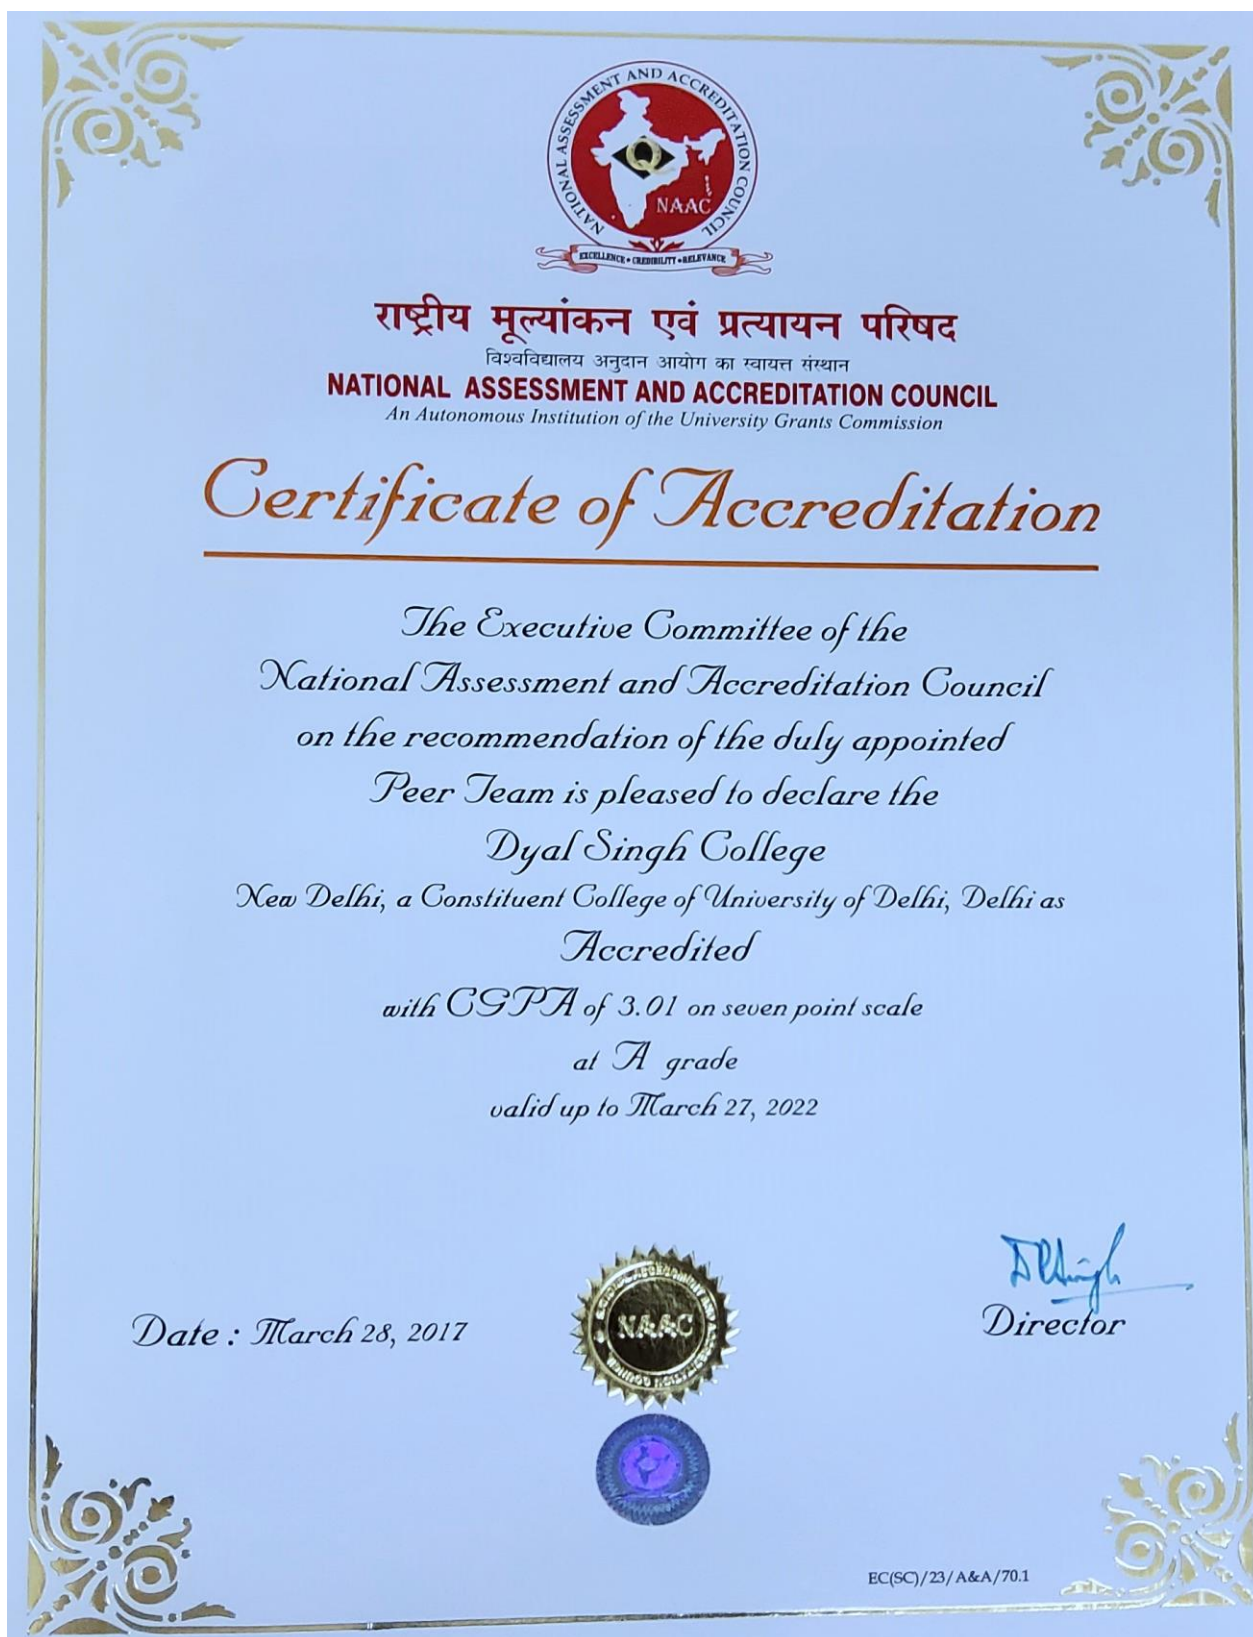 NATIONAL ASSESSMENT AND ACCREDITATION COUNCIL
Q
NAAC
EXCELLENCE • CREDIBILITY • RELEVANCE
राष्ट्रीय मूल्यांकन एवं प्रत्यायन परिषद
विश्वविद्यालय अनुदान आयोग का स्वायत्त संस्थान
NATIONAL ASSESSMENT AND ACCREDITATION COUNCIL
An Autonomous Institution of the University Grants Commission
Certificate of Accreditation
The Executive Committee of the
National Assessment and Accreditation Council
on the recommendation of the duly appointed
Peer Team is pleased to declare the
Dyal Singh College
New Delhi, a Constituent College of University of Delhi, Delhi as
Accredited
with CGPA of 3.01 on seven point scale
at A grade
valid up to March 27, 2022
Date : March 28, 2017
NAAC
Director
EC(SC)/23/A&A/70.1